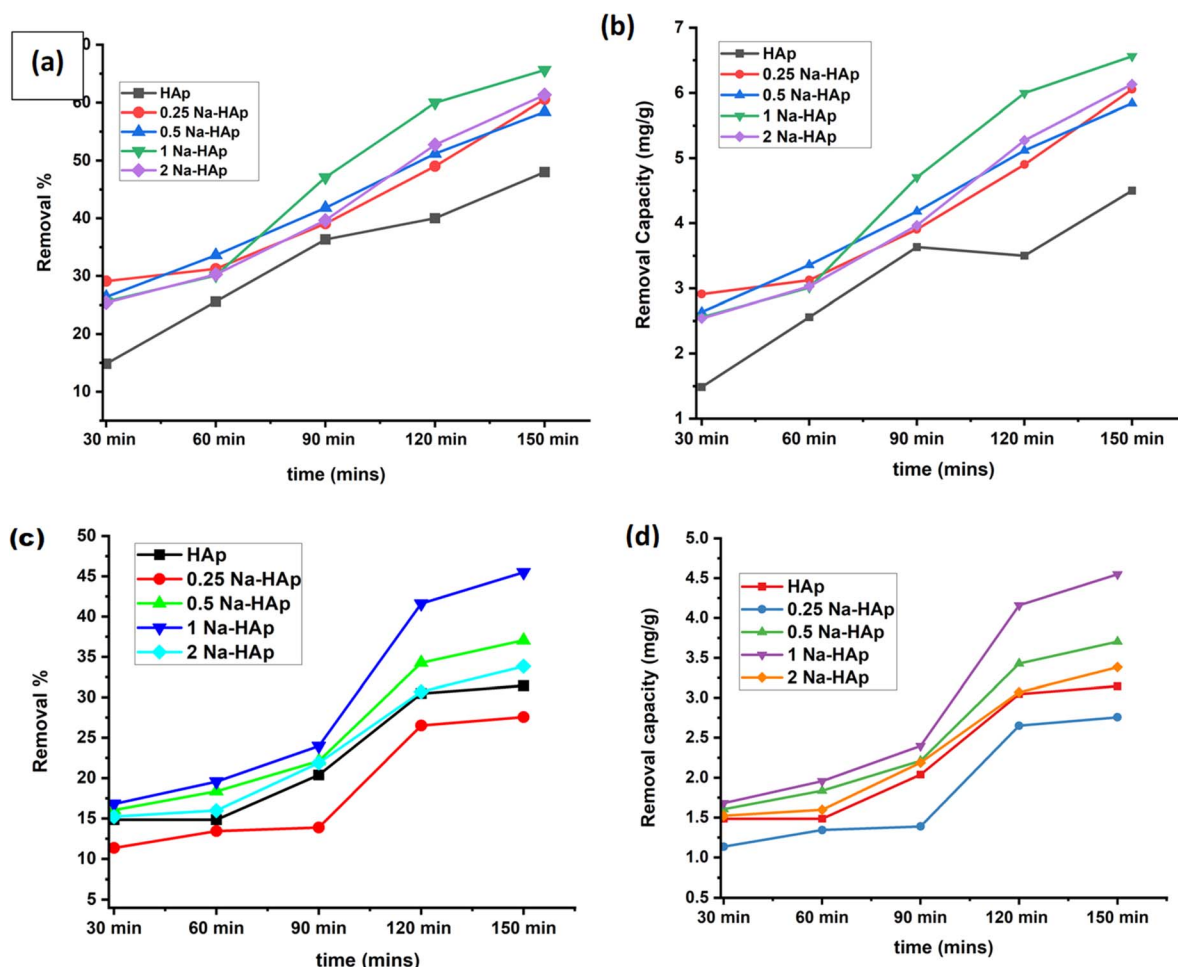 (a)
0
60
50
40
30
20
10
Removal %
HAp
0.25 Na-HAp
0.5 Na-HAp
1 Na-HAp
2 Na-HAp
30 min 60 min 90 min 120 min 150 min
time (mins)
(b)
7
6
5
4
3
2
1
Removal Capacity (mg/g)
HAp
0.25 Na-HAp
0.5 Na-HAp
1 Na-HAp
2 Na-HAp
30 min 60 min 90 min 120 min 150 min
time (mins)
(c)
50
45
40
35
30
25
20
15
10
5
Removal %
HAp
0.25 Na-HAp
0.5 Na-HAp
1 Na-HAp
2 Na-HAp
30 min 60 min 90 min 120 min 150 min
time (mins)
(d)
5.0
4.5
4.0
3.5
3.0
2.5
2.0
1.5
1.0
0.5
Removal capacity (mg/g)
HAp
0.25 Na-HAp
0.5 Na-HAp
1 Na-HAp
2 Na-HAp
30 min 60 min 90 min 120 min 150 min
time (mins)